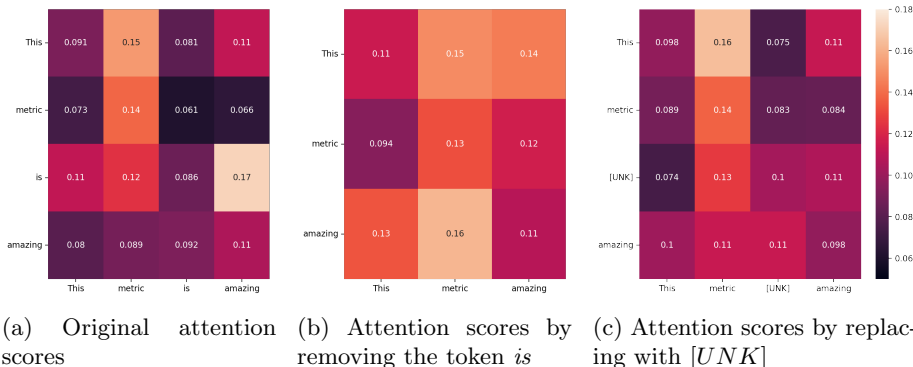 This 0.091 0.15 0.081 0.11
metric 0.073 0.14 0.061 0.066
is 0.11 0.12 0.086 0.17
amazing 0.08 0.089 0.092 0.11
This metric is amazing
(a) Original attention
scores
This 0.11 0.15 0.14
metric 0.094 0.13 0.12
amazing 0.13 0.16 0.11
This metric amazing
(b) Attention scores by
removing the token is
This 0.098 0.16 0.075 0.11
metric 0.089 0.14 0.083 0.084
[UNK] 0.074 0.13 0.1 0.11
amazing 0.1 0.11 0.11 0.098
This metric [UNK] amazing
0.18
0.16
0.14
0.12
0.10
0.08
0.06
(c) Attention scores by replac-
ing with [UNK]